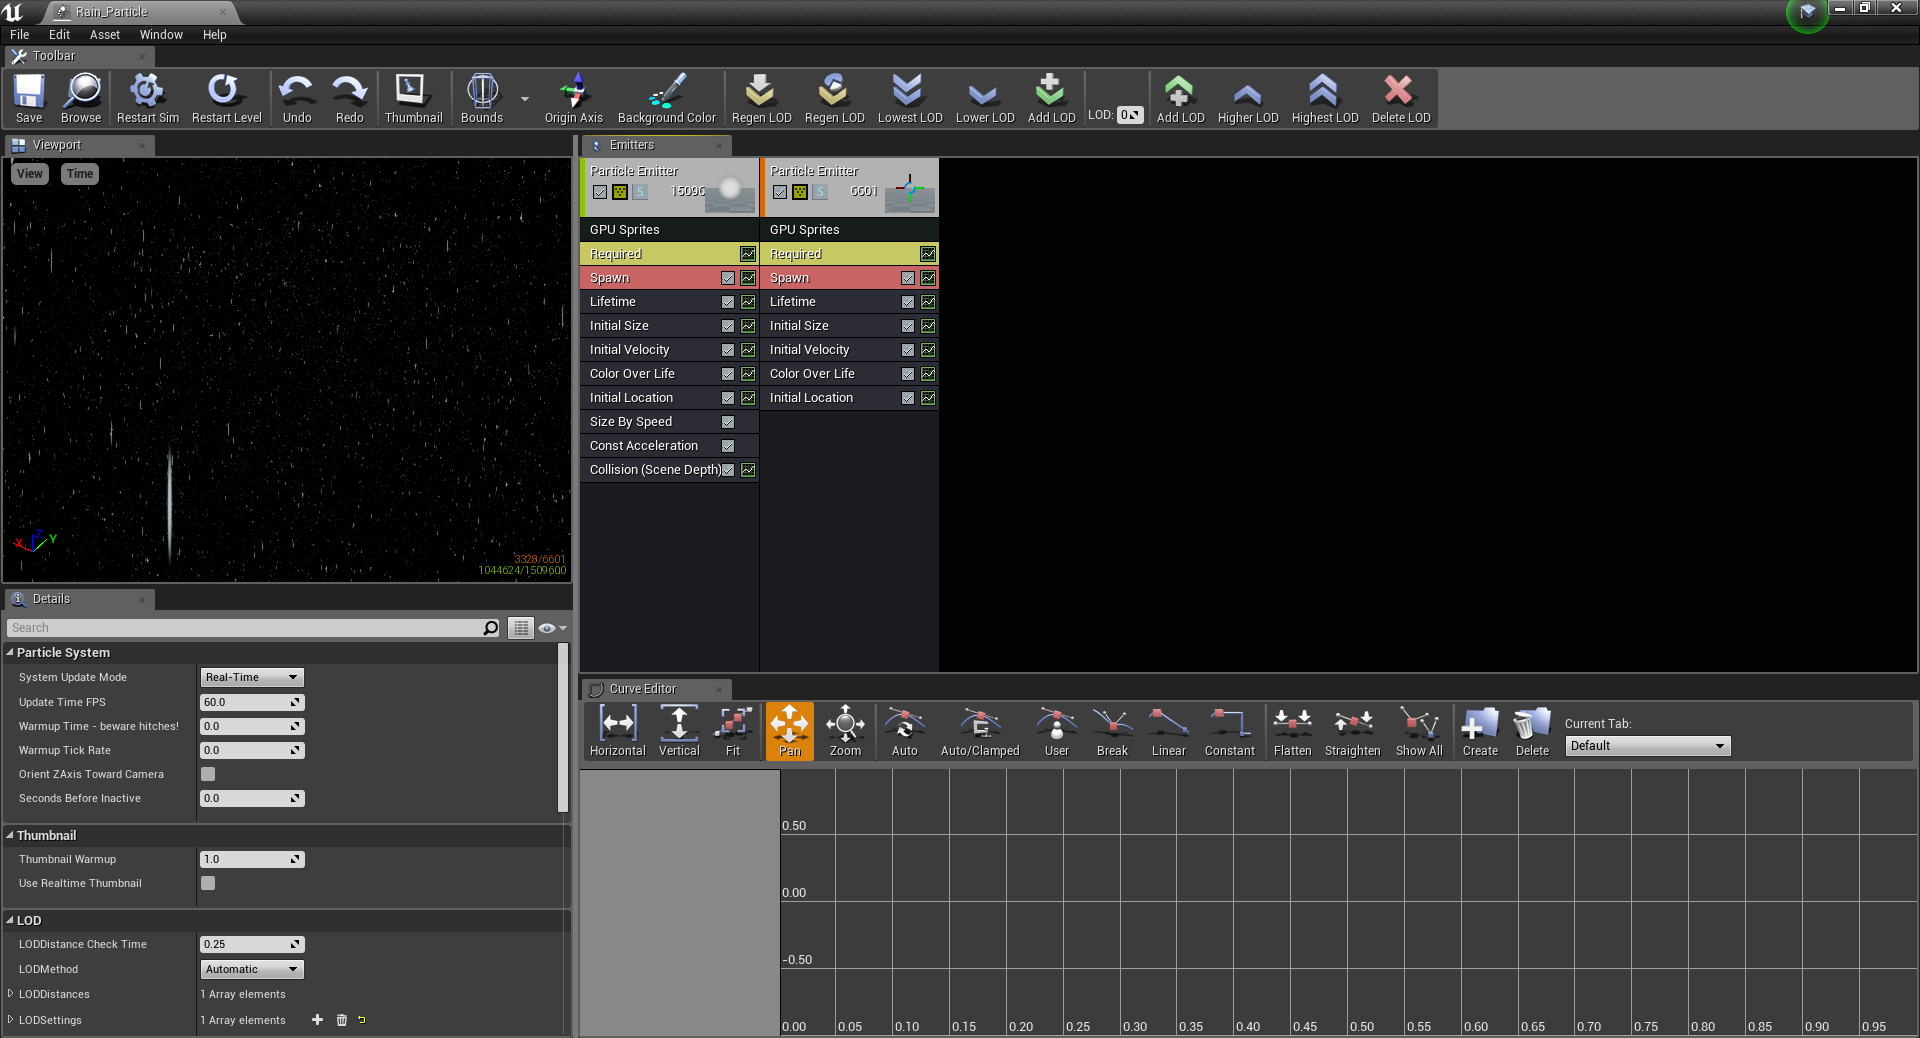 Rain_Particle
File Edit Asset Window Help
Toolbar
Save Browse Restart Sim Restart Level Undo Redo Thumbnail Bounds Origin Axis Background Color Regen LOD Regen LOD Lowest LOD Lower LOD Add LOD LOD: 0 Add LOD Higher LOD Highest LOD Delete LOD
Viewport
View Time
X Z Y
3328/6601
1044624/1509600
Emitters
Particle Emitter
S 15096
GPU Sprites
Required
Spawn
Lifetime
Initial Size
Initial Velocity
Color Over Life
Initial Location
Size By Speed
Const Acceleration
Collision (Scene Depth)
Particle Emitter
S 6601
GPU Sprites
Required
Spawn
Lifetime
Initial Size
Initial Velocity
Color Over Life
Initial Location
Details
Search
Particle System
System Update Mode Real-Time
Update Time FPS 60.0
Warmup Time - beware hitches! 0.0
Warmup Tick Rate 0.0
Orient ZAxis Toward Camera
Seconds Before Inactive 0.0
Thumbnail
Thumbnail Warmup 1.0
Use Realtime Thumbnail
LOD
LODDistance Check Time 0.25
LODMethod Automatic
LODDistances 1 Array elements
LODSettings 1 Array elements
Curve Editor
Horizontal Vertical Fit Pan Zoom Auto Auto/Clamped User Break Linear Constant Flatten Straighten Show All Create Delete
Current Tab:
Default
0.50
0.00
-0.50
0.00 0.05 0.10 0.15 0.20 0.25 0.30 0.35 0.40 0.45 0.50 0.55 0.60 0.65 0.70 0.75 0.80 0.85 0.90 0.95